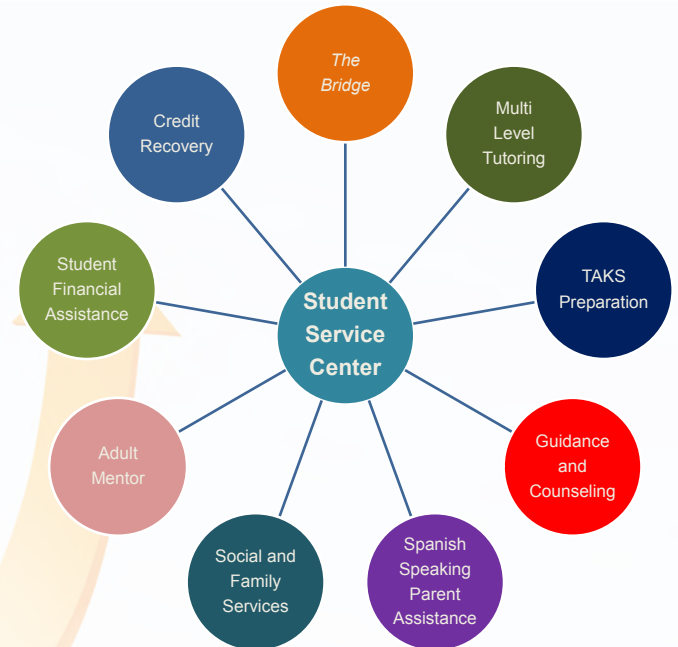 The
Bridge
Multi
Level
Tutoring
TAKS
Preparation
Guidance
and
Counseling
Spanish
Speaking
Parent
Assistance
Social and
Family
Services
Adult
Mentor
Student
Financial
Assistance
Credit
Recovery
Student
Service
Center